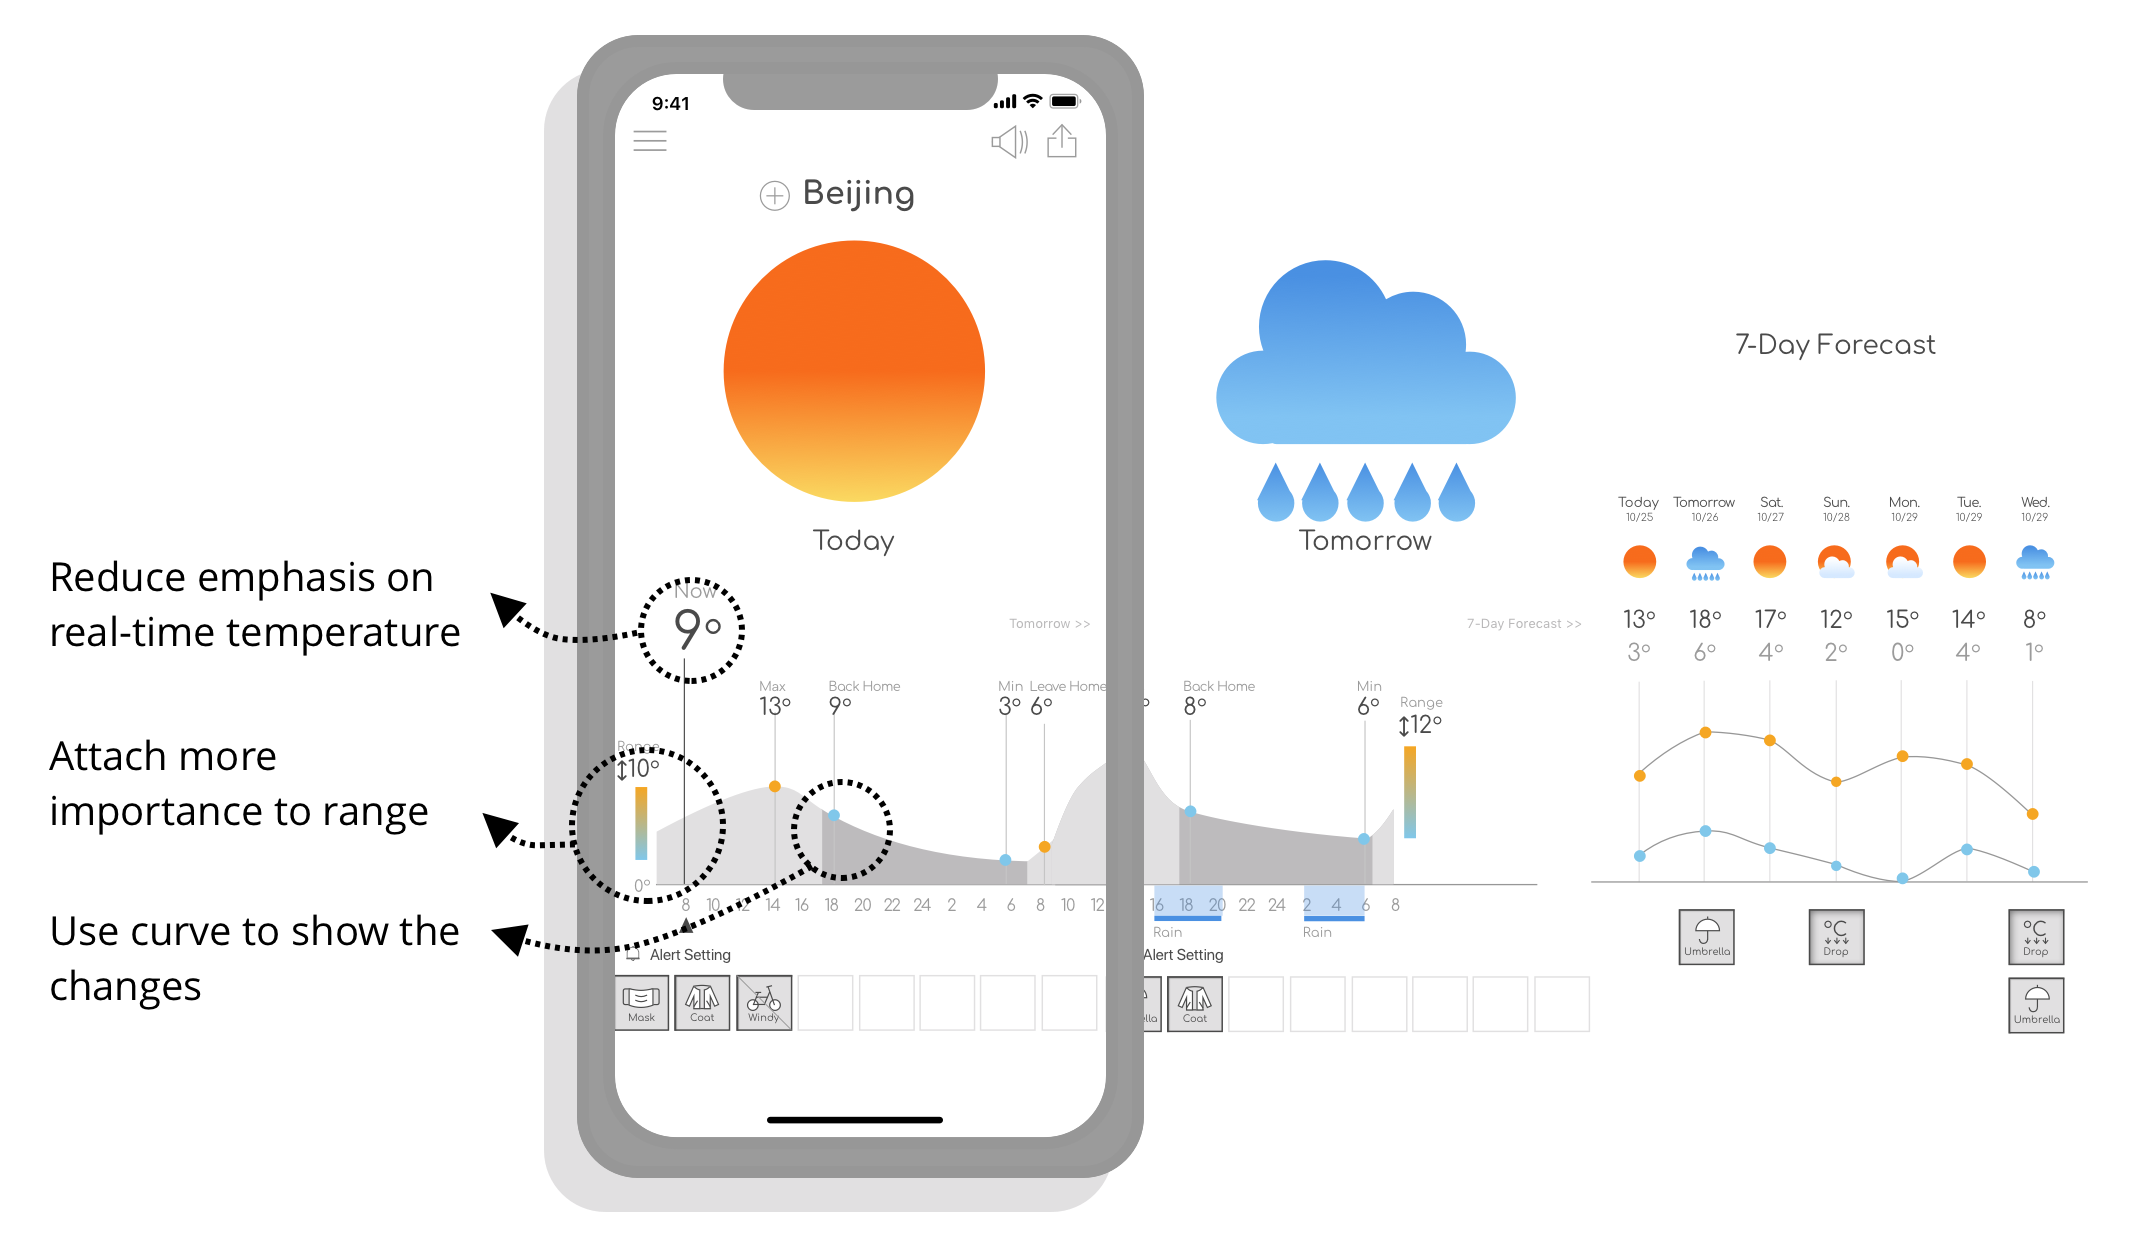 9:41
Beijing
Today
Tomorrow
7-Day Forecast
Reduce emphasis on
real-time temperature
Attach more
importance to range
Use curve to show the
changes
Now
9°
Tomorrow >>
7-Day Forecast >>
Max
13°
Back Home
9°
Min
3°
Leave Home
6°
Range
10°
0°
8 10 12 14 16 18 20 22 24 2 4 6 8 10 12
Alert Setting
Mask
Coat
Windy
Back Home
8°
Min
6°
Range
12°
16 18 20 22 24 2 4 6 8
Rain
Rain
Alert Setting
Coat
Today Tomorrow Sat. Sun. Mon. Tue. Wed.
10/25 10/26 10/27 10/28 10/29 10/29 10/29
13° 18° 17° 12° 15° 14° 8°
3° 6° 4° 2° 0° 4° 1°
Umbrella
°C
Drop
°C
Drop
Umbrella